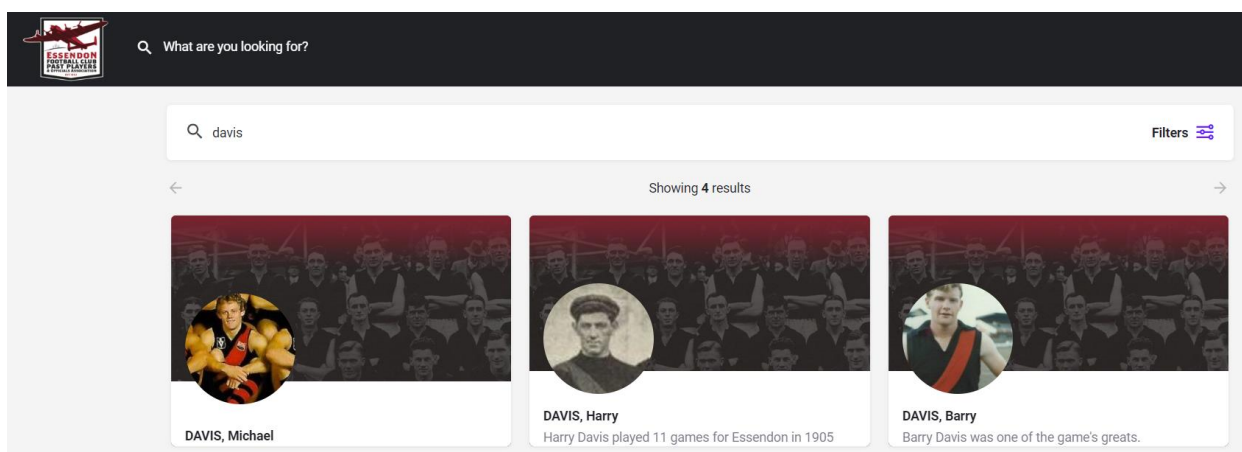 ESSENDON
FOOTBALL CLUB
PAST PLAYERS
& OFFICIALS ASSOCIATION
What are you looking for?
davis
Filters
Showing 4 results
DAVIS, Michael
DAVIS, Harry
Harry Davis played 11 games for Essendon in 1905
DAVIS, Barry
Barry Davis was one of the game's greats.